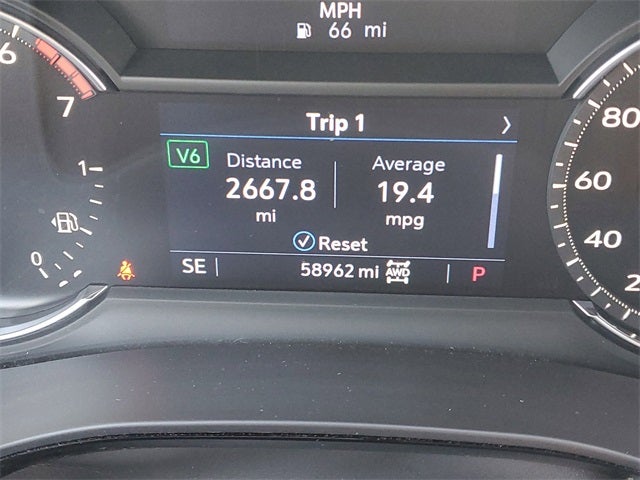 MPH
66 mi
6
7
Trip 1
V6
Distance
Average
2667.8
19.4
mi
mpg
Reset
SE
58962 mi
AWD
P
1
0
80
60
40
2